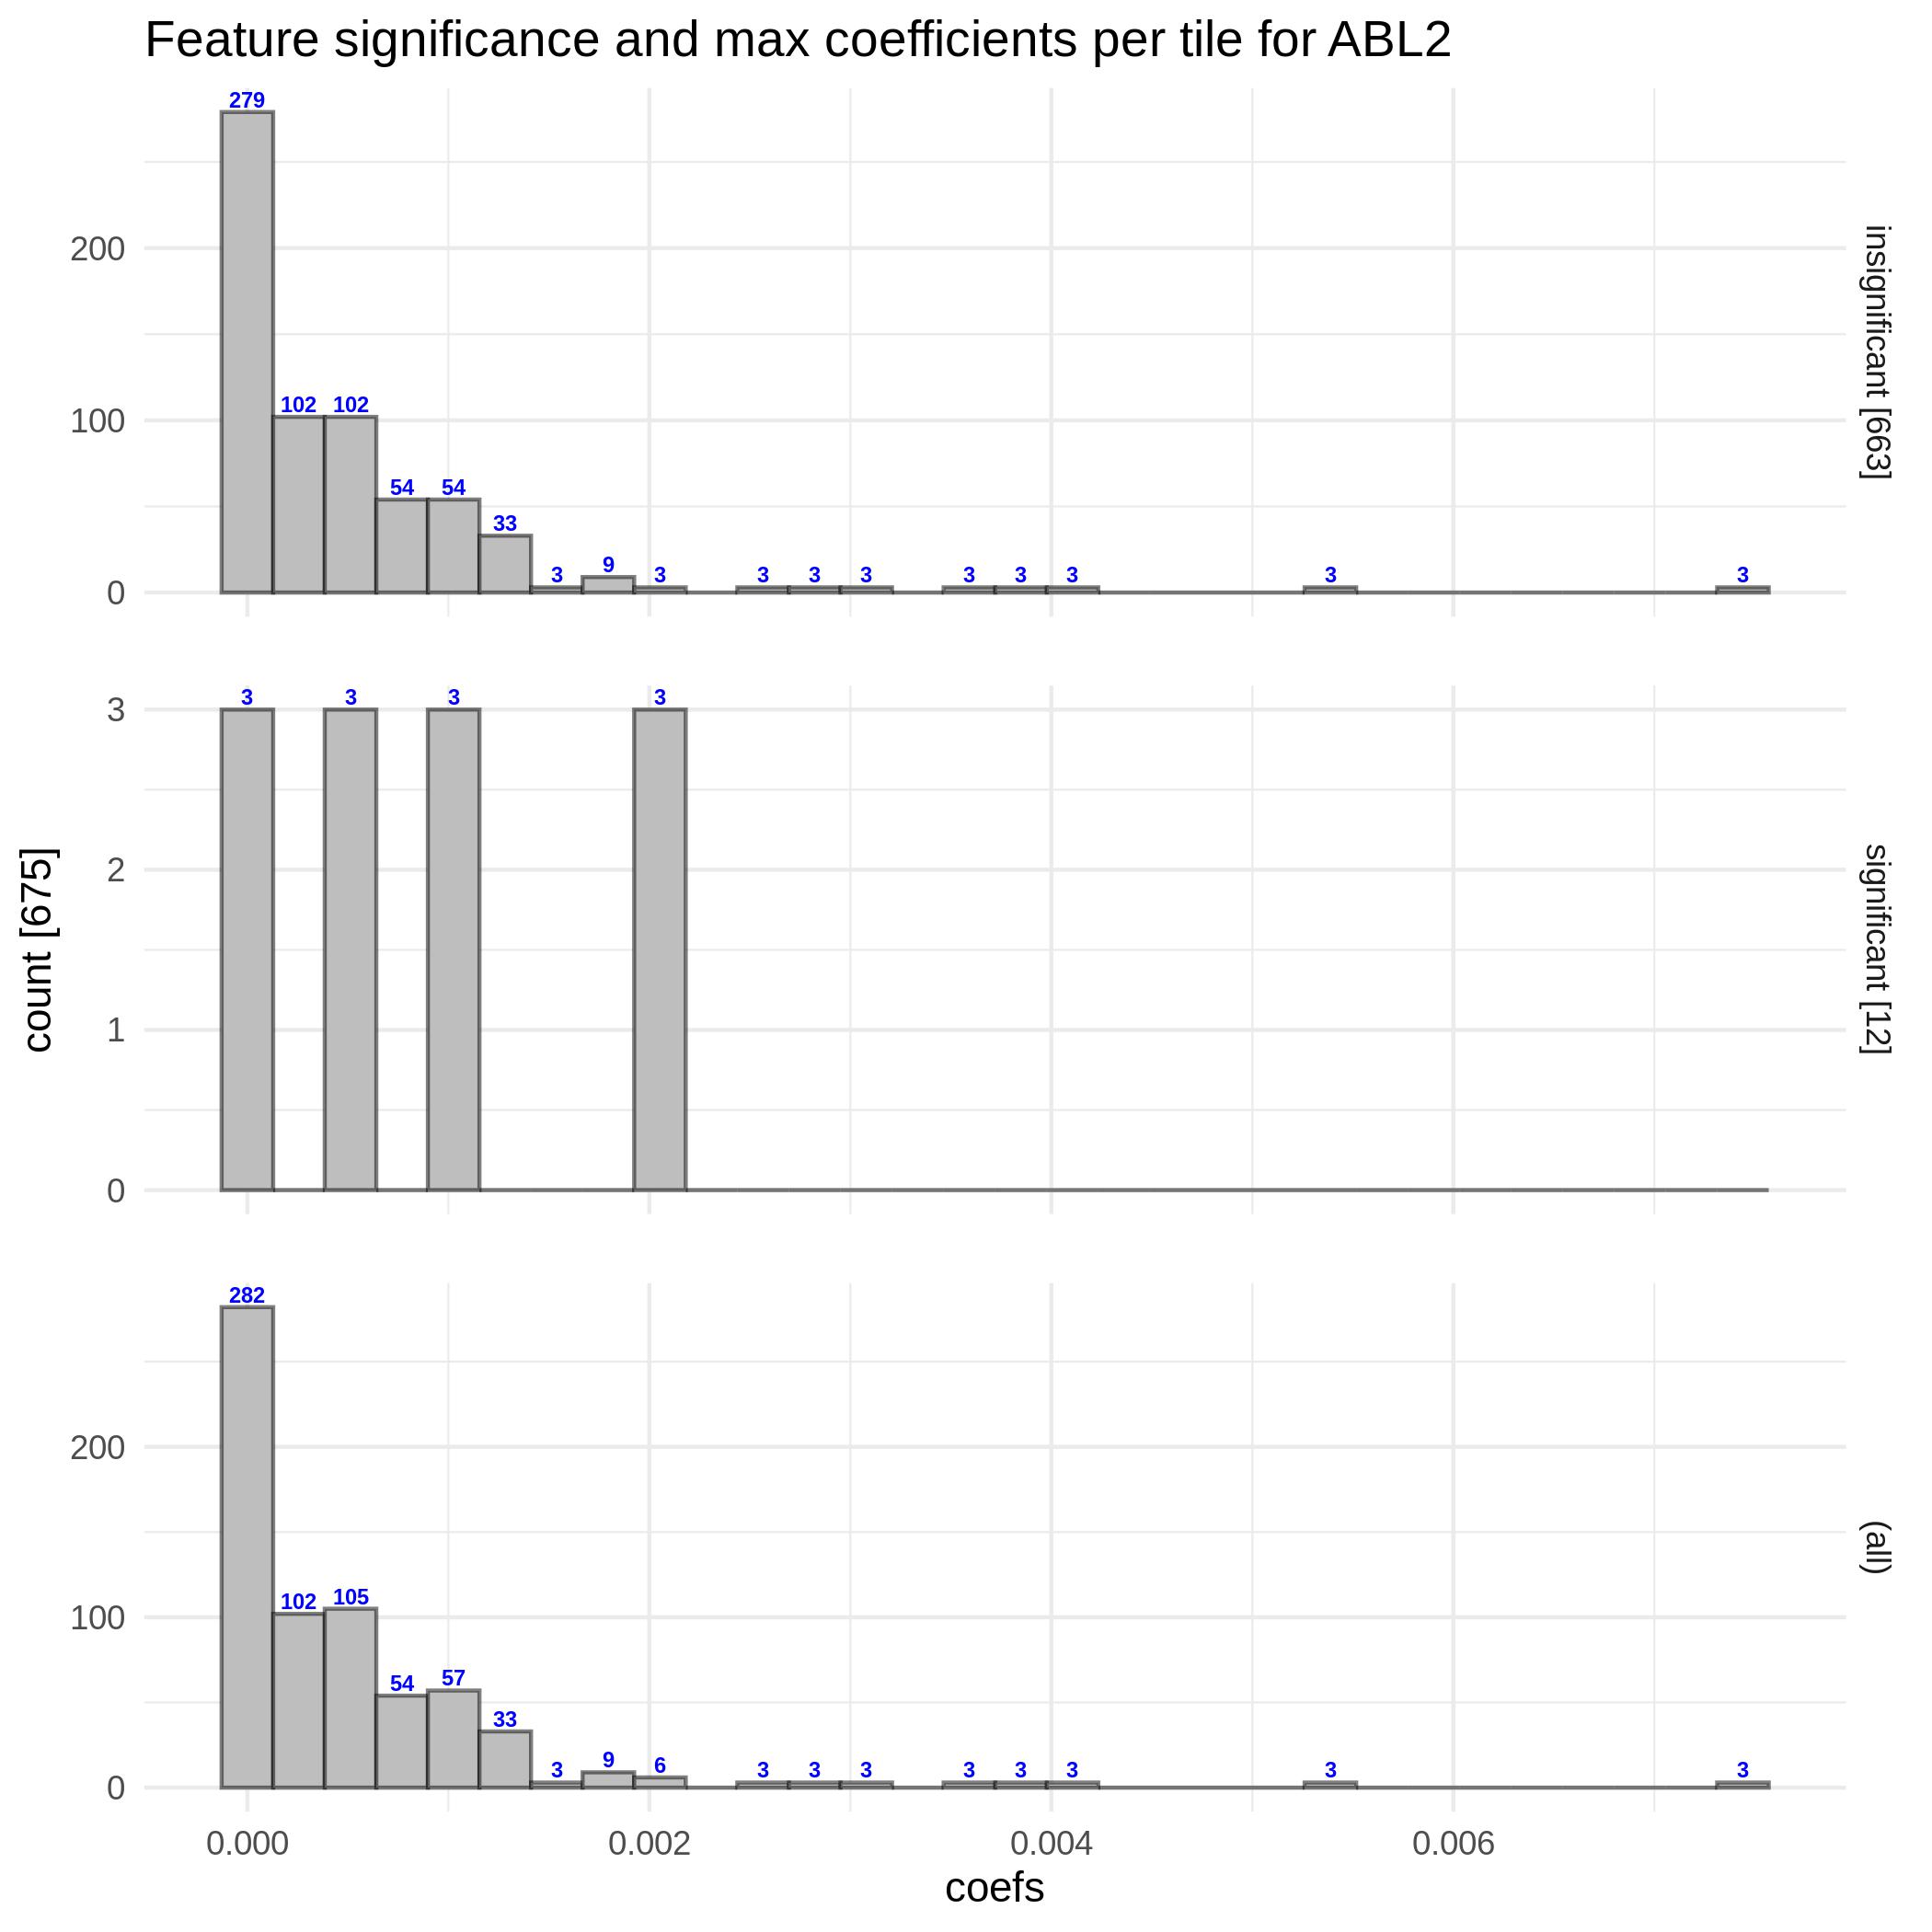 Feature significance and max coefficients per tile for ABL2
279
102 102
54 54
33
3 9 3 3 3 3 3 3 3 3 3
200
100
0
insignificant [663]
3 3 3 3
3
2
1
0
significant [12]
count [675]
282
102 105
54 57
33
3 9 6 3 3 3 3 3 3 3 3
200
100
0
(all)
0.000 0.002 0.004 0.006
coefs